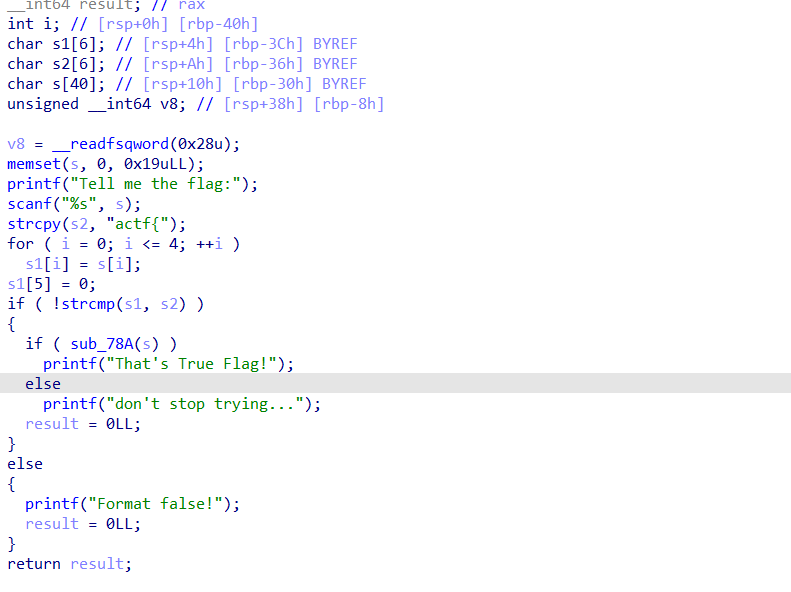 __int64 result; // rax
int i; // [rsp+0h] [rbp-40h]
char s1[6]; // [rsp+4h] [rbp-3Ch] BYREF
char s2[6]; // [rsp+Ah] [rbp-36h] BYREF
char s[40]; // [rsp+10h] [rbp-30h] BYREF
unsigned __int64 v8; // [rsp+38h] [rbp-8h]
v8 = __readfsqword(0x28u);
memset(s, 0, 0x19uLL);
printf("Tell me the flag:");
scanf("%s", s);
strcpy(s2, "actf{");
for ( i = 0; i <= 4; ++i )
s1[i] = s[i];
s1[5] = 0;
if ( !strcmp(s1, s2) )
{
if ( sub_78A(s) )
printf("That's True Flag!");
else
printf("don't stop trying...");
result = 0LL;
}
else
{
printf("Format false!");
result = 0LL;
}
return result;